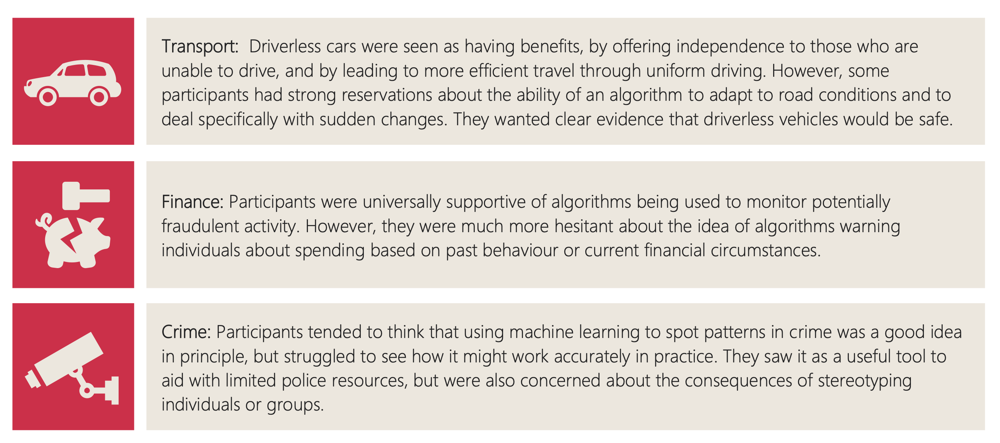 Transport:  Driverless cars were seen as having benefits, by offering independence to those who are
unable to drive, and by leading to more efficient travel through uniform driving. However, some
participants had strong reservations about the ability of an algorithm to adapt to road conditions and to
deal specifically with sudden changes. They wanted clear evidence that driverless vehicles would be safe.
Finance: Participants were universally supportive of algorithms being used to monitor potentially
fraudulent activity. However, they were much more hesitant about the idea of algorithms warning
individuals about spending based on past behaviour or current financial circumstances.
Crime: Participants tended to think that using machine learning to spot patterns in crime was a good idea
in principle, but struggled to see how it might work accurately in practice. They saw it as a useful tool to
aid with limited police resources, but were also concerned about the consequences of stereotyping
individuals or groups.